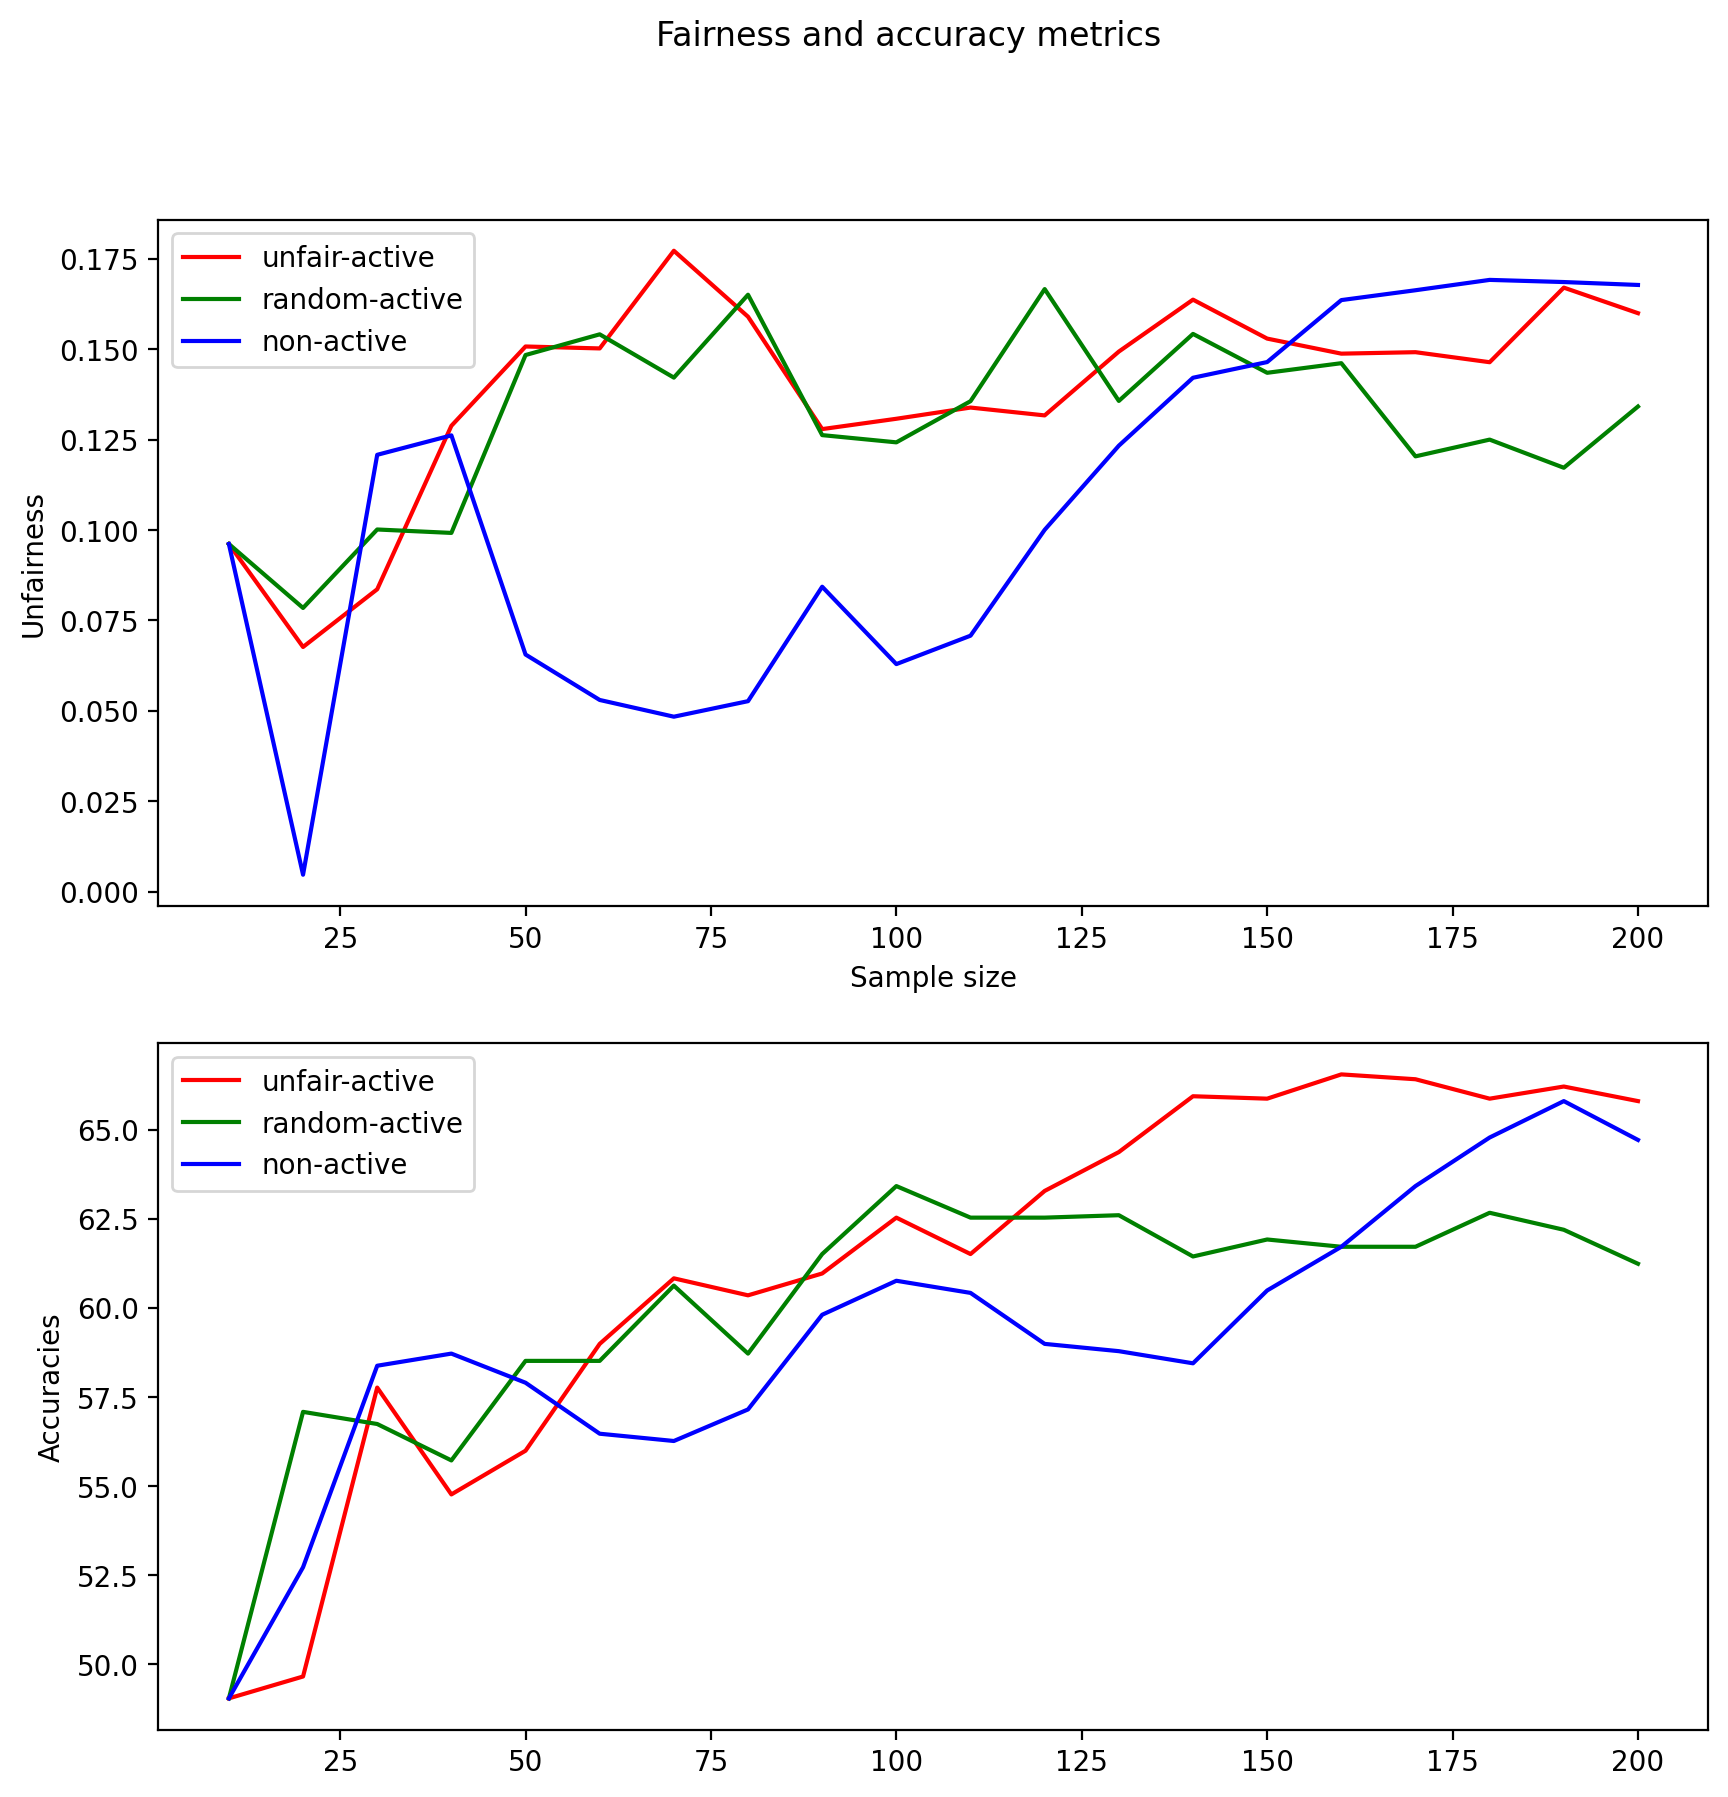 Fairness and accuracy metrics
unfair-active
random-active
non-active
0.175
0.150
0.125
0.100
0.075
0.050
0.025
0.000
Unfairness
25 50 75 100 125 150 175 200
Sample size
unfair-active
random-active
non-active
65.0
62.5
60.0
57.5
55.0
52.5
50.0
Accuracies
25 50 75 100 125 150 175 200